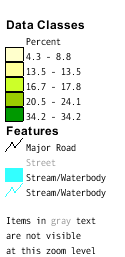 Data Classes
Percent
4.3 - 8.8
13.5 - 13.5
16.7 - 17.8
20.5 - 24.1
34.2 - 34.2
Features
Major Road
Street
Stream/Waterbody
Stream/Waterbody
Items in gray text
are not visible
at this zoom level